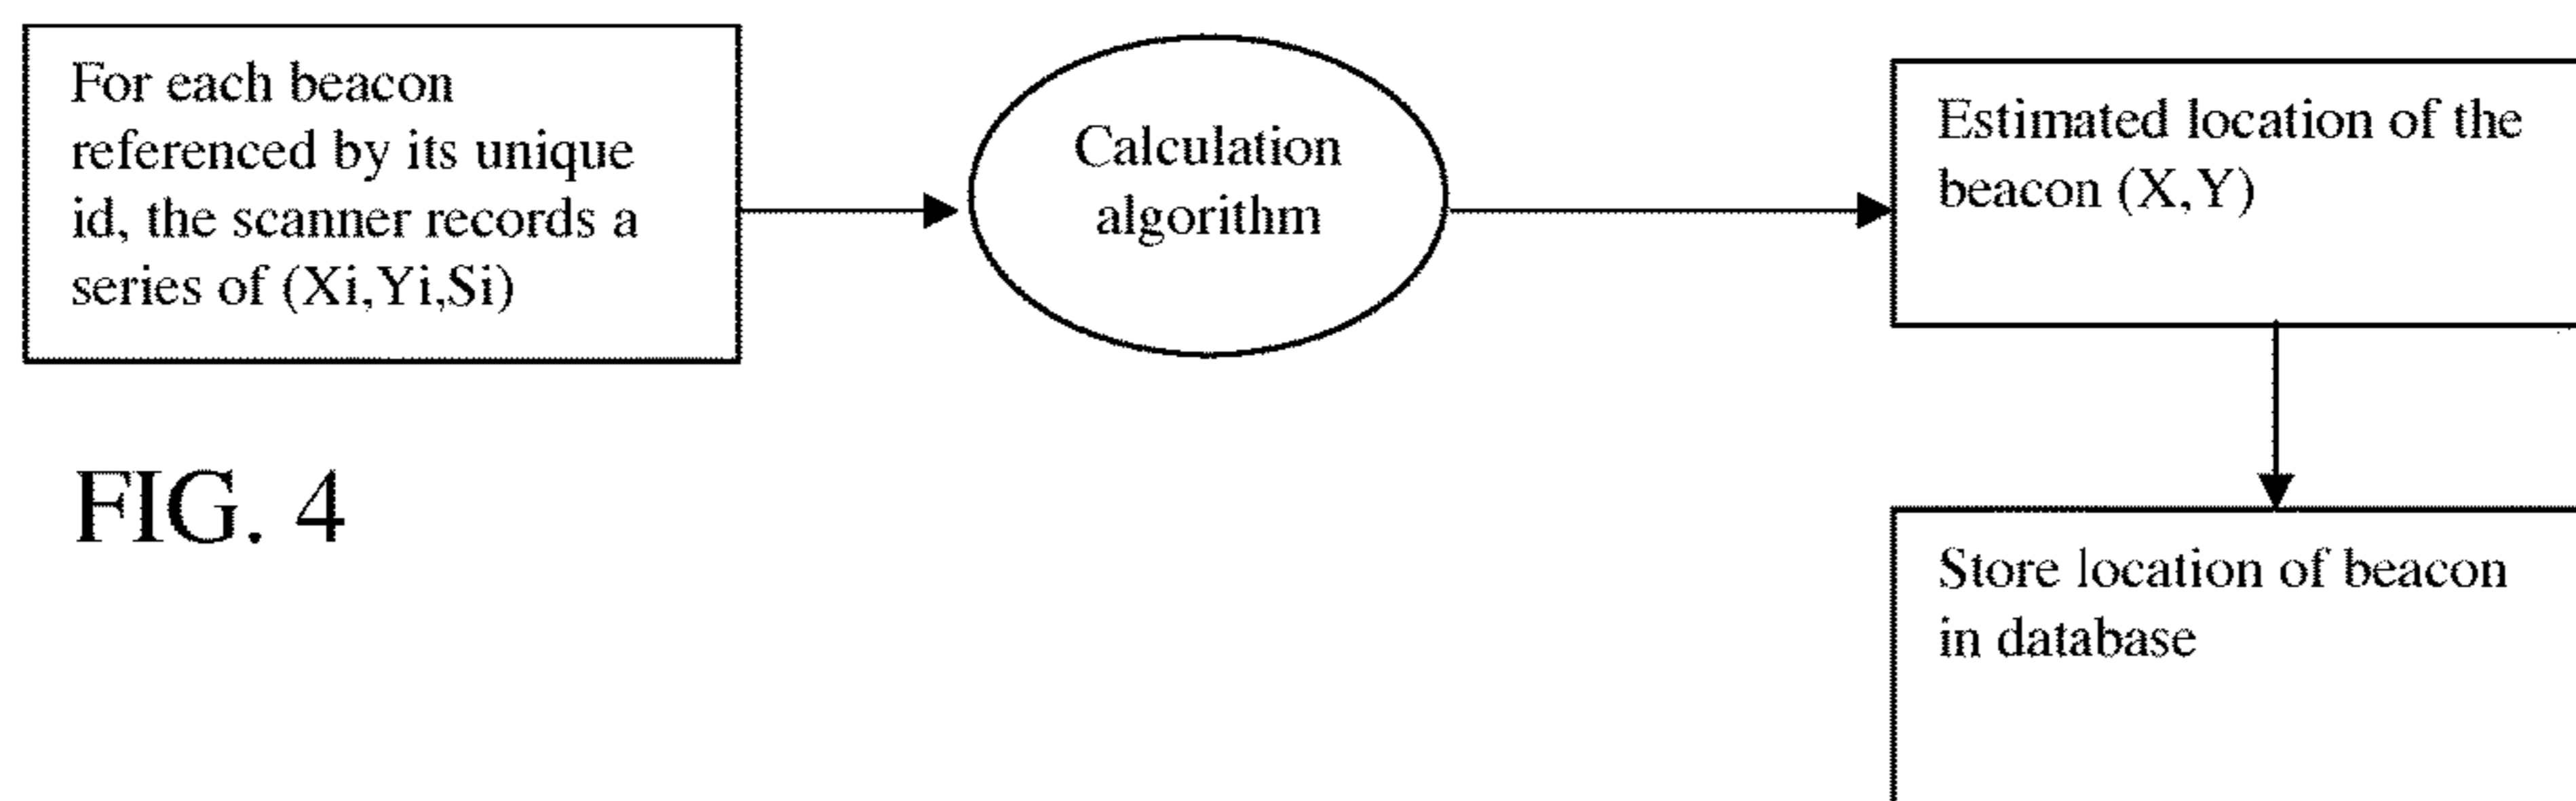 For each beacon
referenced by its unique
id, the scanner records a
series of (Xi,Yi,Si)
Calculation
algorithm
Estimated location of the
beacon (X,Y)
Store location of beacon
in database
FIG. 4